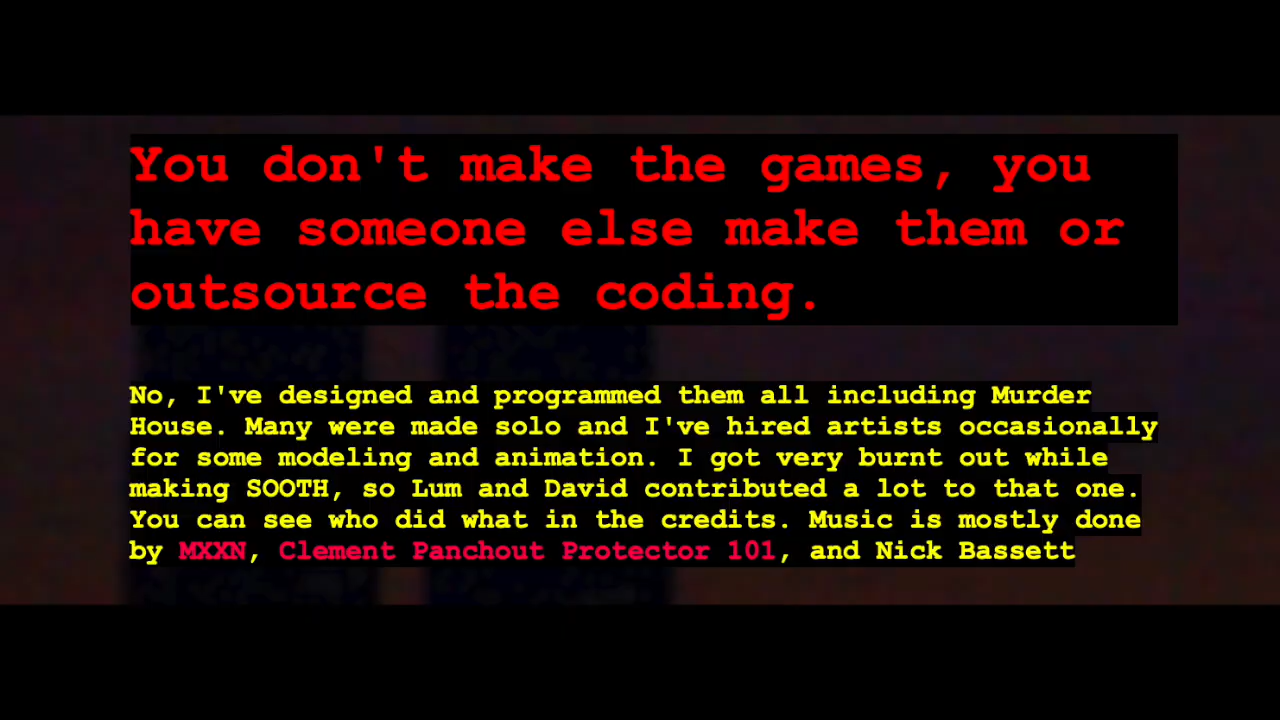 You don't make the games, you
have someone else make them or
outsource the coding.
No, I've designed and programmed them all including Murder
House. Many were made solo and I've hired artists occasionally
for some modeling and animation. I got very burnt out while
making SOOTH, so Lum and David contributed a lot to that one.
You can see who did what in the credits. Music is mostly done
by MXXN, Clement Panchout Protector 101, and Nick Bassett